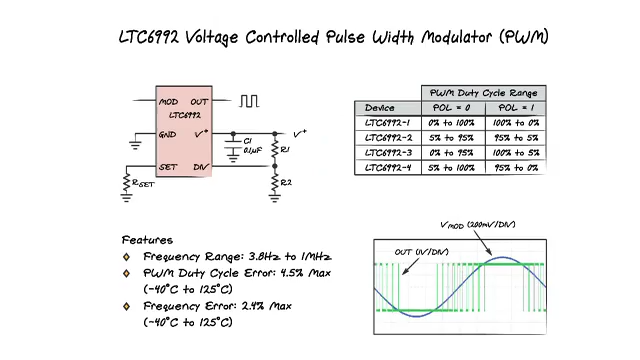 LTC6992 Voltage Controlled Pulse Width Modulator (PWM)
MOD OUT
LTC6992
GND V+
SET DIV
C1
0.1µF
R1
V+
RSET
R2
PWM Duty Cycle Range
Device POL = 0 POL = 1
LTC6992-1 0% to 100% 100% to 0%
LTC6992-2 5% to 95% 95% to 5%
LTC6992-3 0% to 95% 100% to 5%
LTC6992-4 5% to 100% 95% to 0%
Features
Frequency Range: 3.8Hz to 1MHz
PWM Duty Cycle Error: 4.5% Max
(-40°C to 125°C)
Frequency Error: 2.4% Max
(-40°C to 125°C)
VMOD (200mV/DIV)
OUT (1V/DIV)